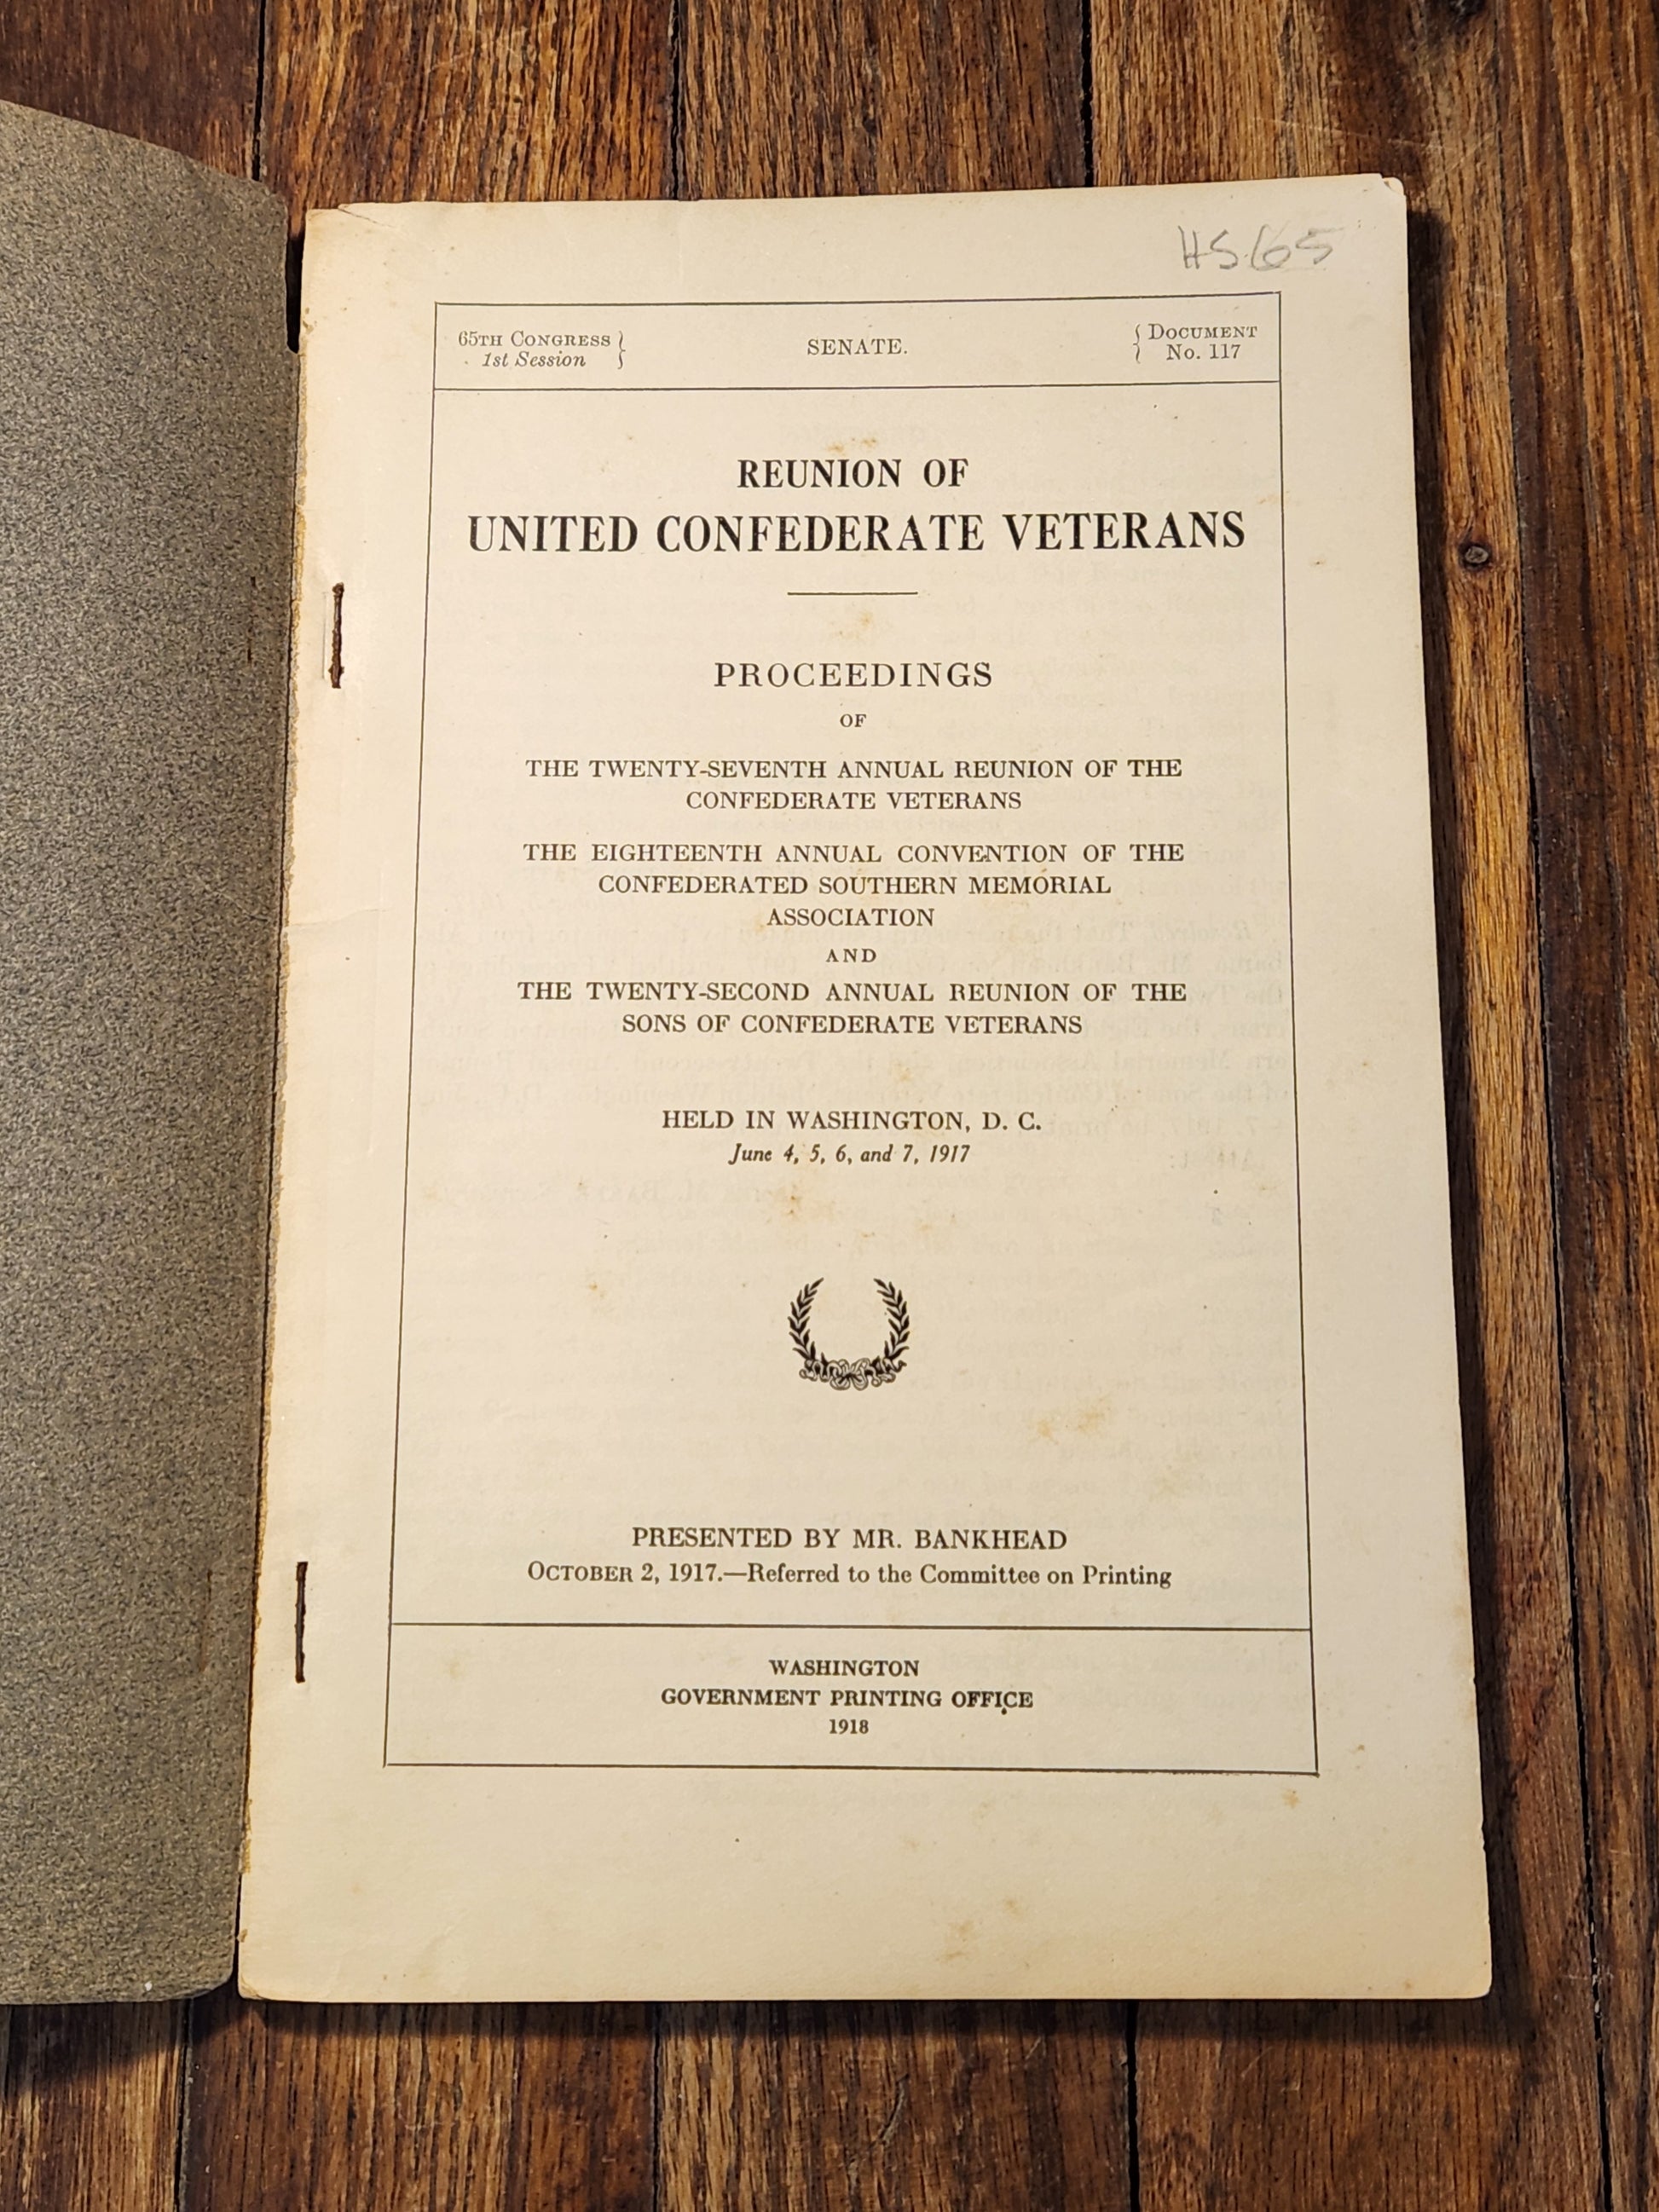 HS65
65TH CONGRESS
1st Session
SENATE.
DOCUMENT
No. 117
REUNION OF
UNITED CONFEDERATE VETERANS
PROCEEDINGS
OF
THE TWENTY-SEVENTH ANNUAL REUNION OF THE
CONFEDERATE VETERANS
THE EIGHTEENTH ANNUAL CONVENTION OF THE
CONFEDERATED SOUTHERN MEMORIAL
ASSOCIATION
AND
THE TWENTY-SECOND ANNUAL REUNION OF THE
SONS OF CONFEDERATE VETERANS
HELD IN WASHINGTON, D. C.
June 4, 5, 6, and 7, 1917
PRESENTED BY MR. BANKHEAD
OCTOBER 2, 1917.—Referred to the Committee on Printing
WASHINGTON
GOVERNMENT PRINTING OFFICE
1918